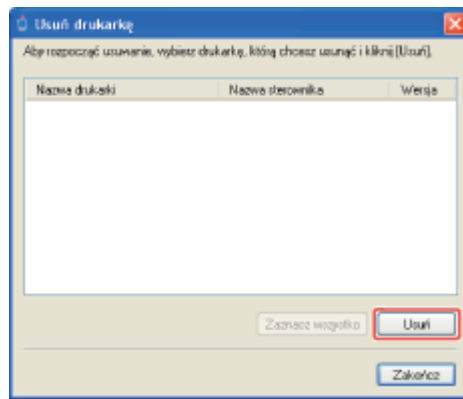 Usuń drukarkę
Aby rozpocząć usuwanie, wybierz drukarkę, którą chcesz usunąć i kliknij [Usuń].
Nazwa drukarki Nazwa sterownika Wersja
Zaznacz wszystko Usuń
Zakończ